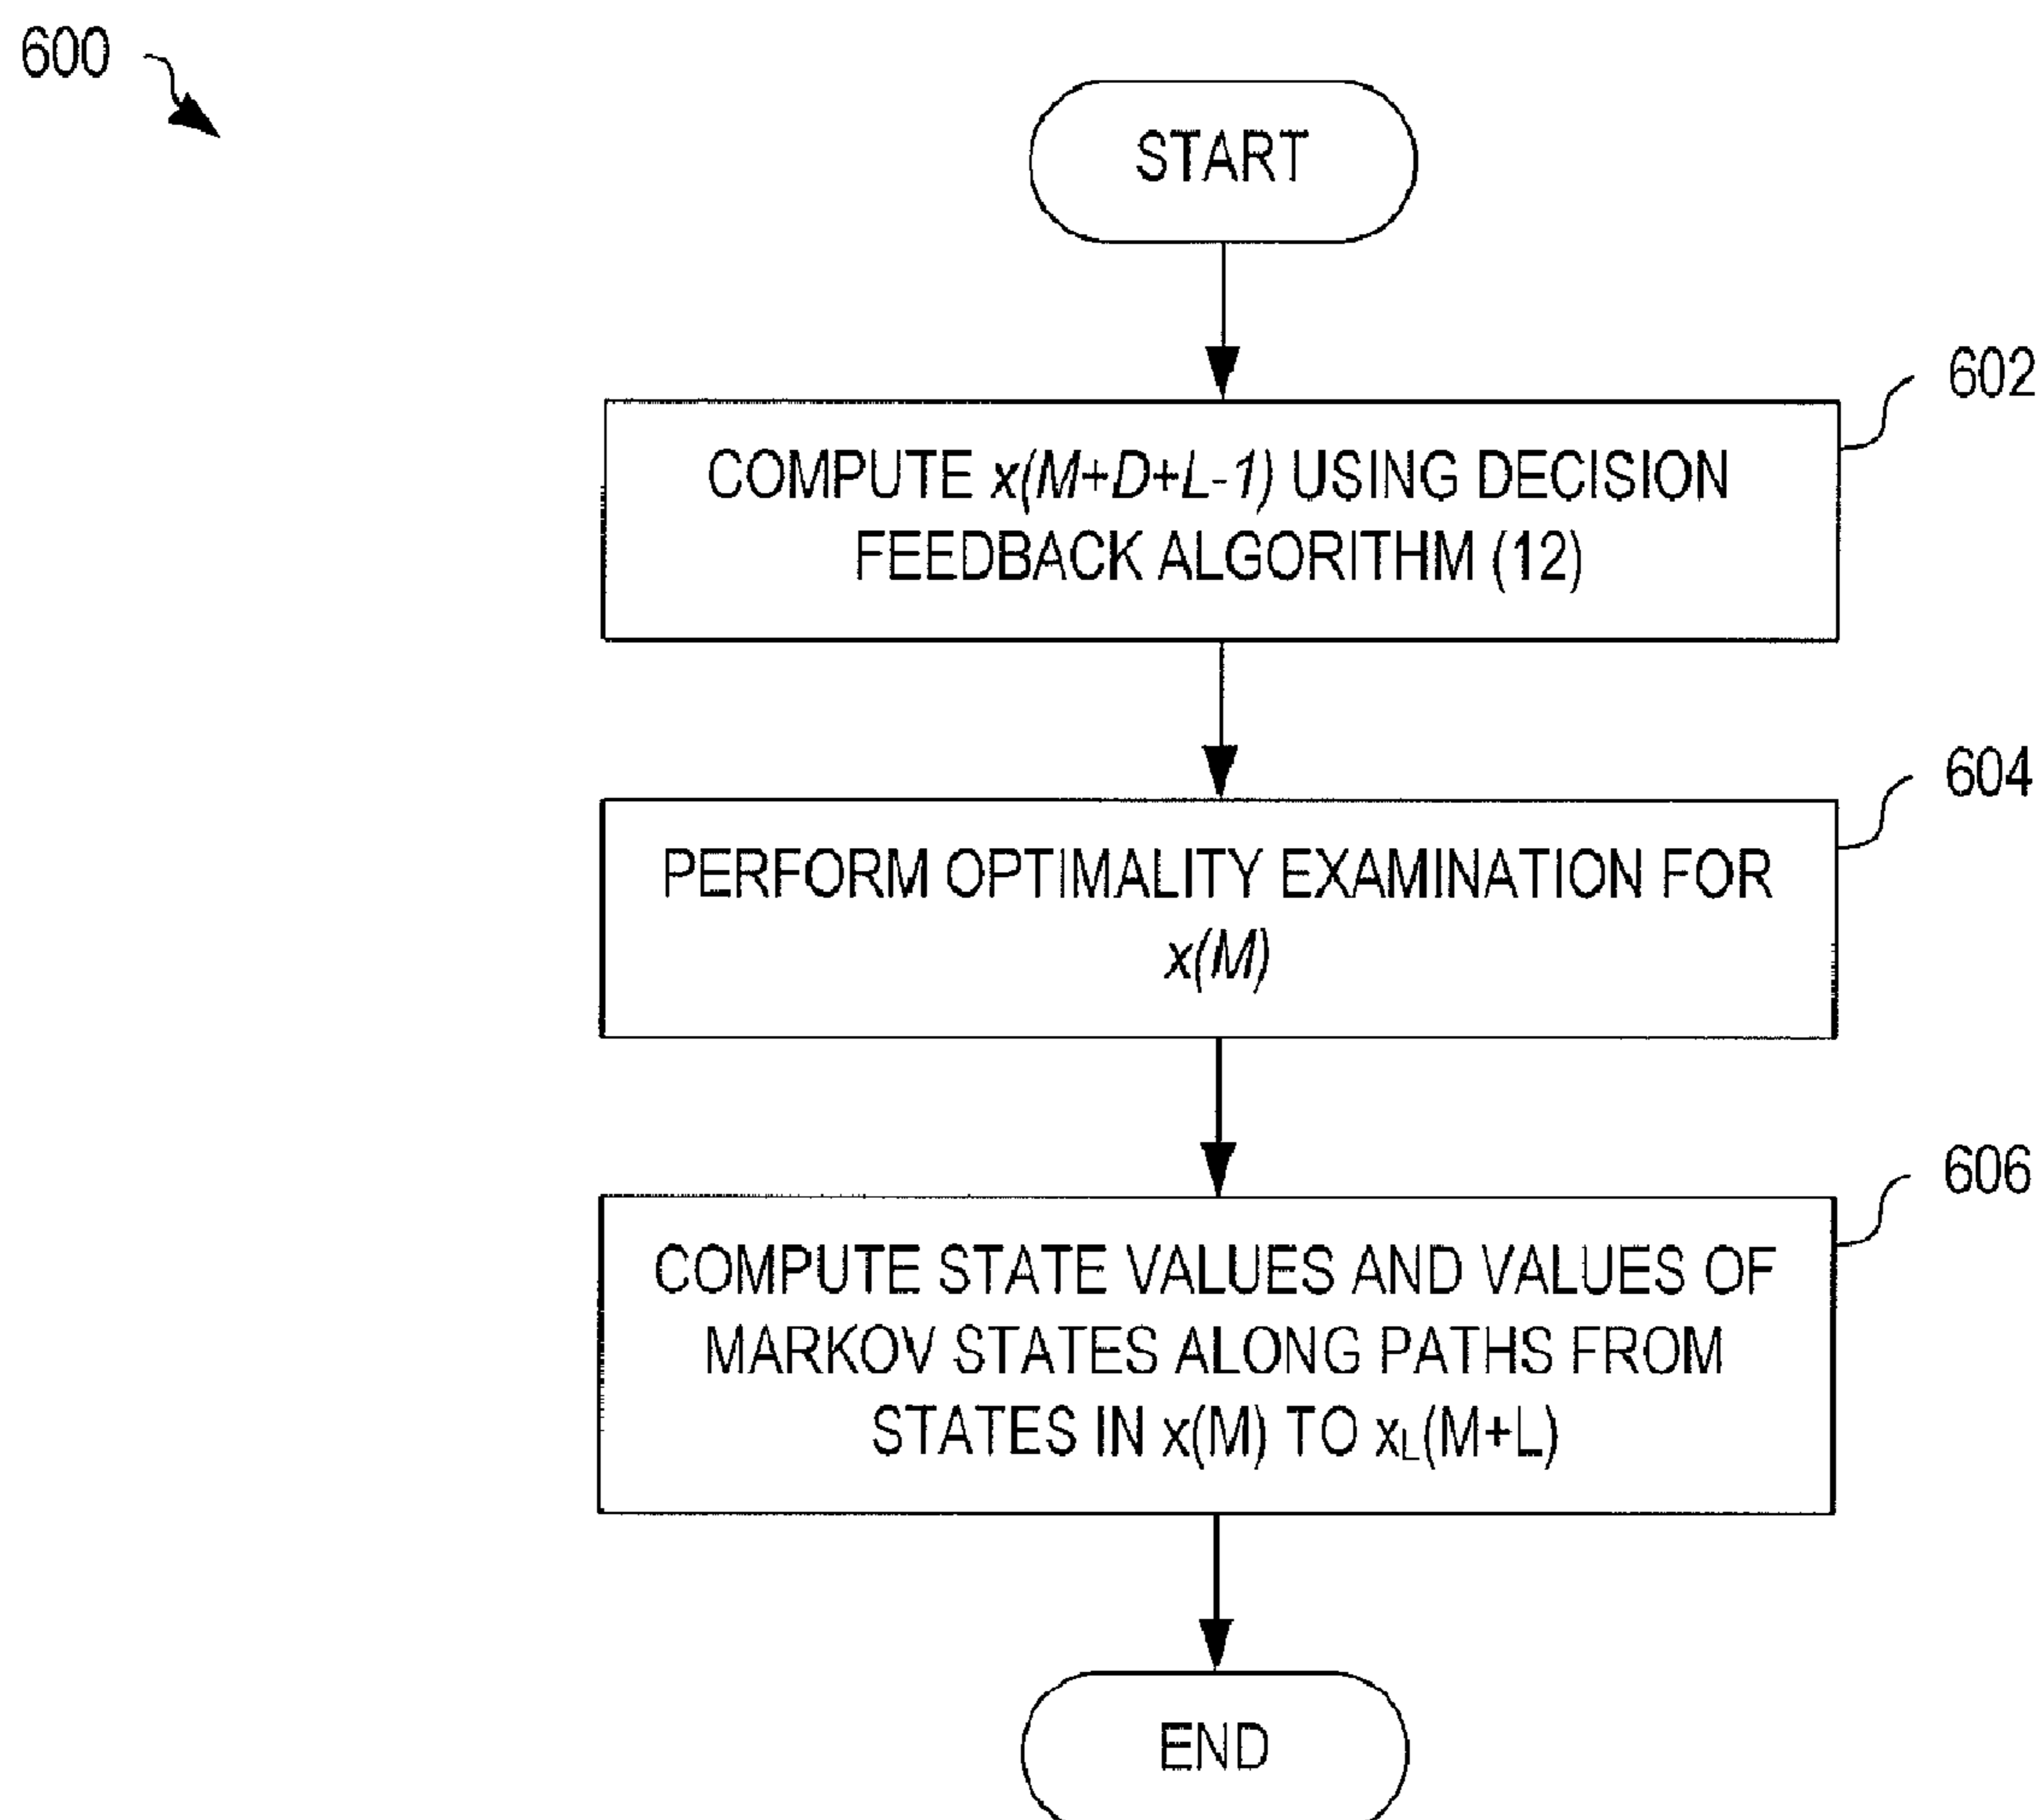 600
START
602
COMPUTE x(M+D+L-1) USING DECISION
FEEDBACK ALGORITHM (12)
604
PERFORM OPTIMALITY EXAMINATION FOR
x(M)
606
COMPUTE STATE VALUES AND VALUES OF
MARKOV STATES ALONG PATHS FROM
STATES IN x(M) TO xL(M+L)
END